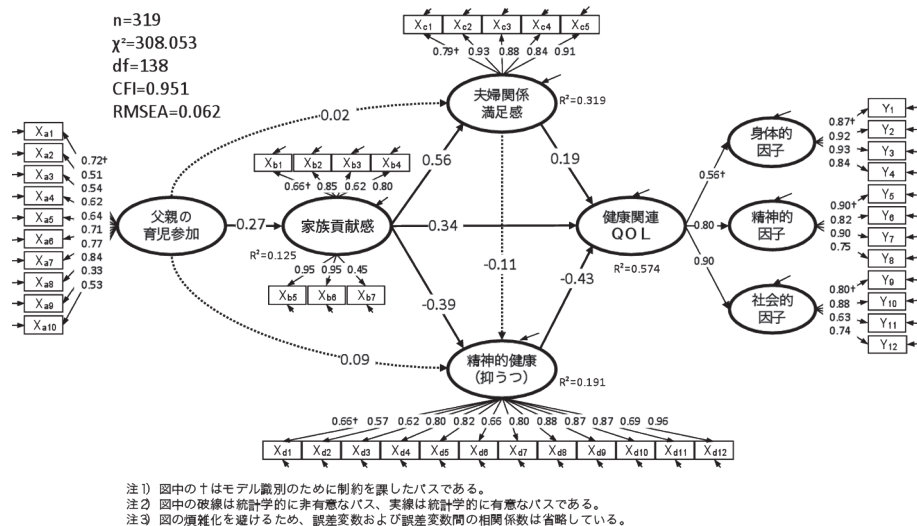 n=319
χ²=308.053
df=138
CFI=0.951
RMSEA=0.062
Xc1 Xc2 Xc3 Xc4 Xc5
0.79† 0.93 0.88 0.84 0.91
夫婦関係
満足感
R²=0.319
0.02
Xa1
Xa2
Xa3
Xa4
Xa5
Xa6
Xa7
Xa8
Xa9
Xa10
0.72†
0.51
0.54
0.62
0.64
0.71
0.77
0.84
0.33
0.53
父親の
育児参加
0.27
Xb1 Xb2 Xb3 Xb4
0.66† 0.85 0.62 0.80
家族貢献感
R²=0.125
0.95 0.95 0.45
Xb5 Xb6 Xb7
0.56
0.19
0.34
-0.11
-0.39
-0.43
0.09
健康関連
QOL
R²=0.574
0.56†
0.80
0.90
身体的
因子
精神的
因子
社会的
因子
0.87†
0.92
0.93
0.84
0.90†
0.82
0.90
0.75
0.80†
0.88
0.63
0.74
Y1
Y2
Y3
Y4
Y5
Y6
Y7
Y8
Y9
Y10
Y11
Y12
精神的健康
(抑うつ)
R²=0.191
0.66† 0.57 0.62 0.80 0.82 0.66 0.80 0.88 0.87 0.87 0.69 0.96
Xd1 Xd2 Xd3 Xd4 Xd5 Xd6 Xd7 Xd8 Xd9 Xd10 Xd11 Xd12
注1) 図中の†はモデル識別のために制約を課したパスである。
注2) 図中の破線は統計学的に非有意なパス、実線は統計学的に有意なパスである。
注3) 図の煩雑化を避けるため、誤差変数および誤差変数間の相関係数は省略している。